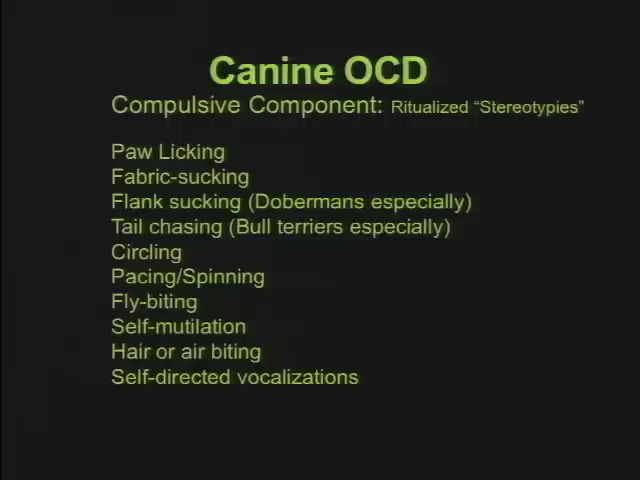 Canine OCD
Compulsive Component: Ritualized “Stereotypies”
Paw Licking
Fabric-sucking
Flank sucking (Dobermans especially)
Tail chasing (Bull terriers especially)
Circling
Pacing/Spinning
Fly-biting
Self-mutilation
Hair or air biting
Self-directed vocalizations